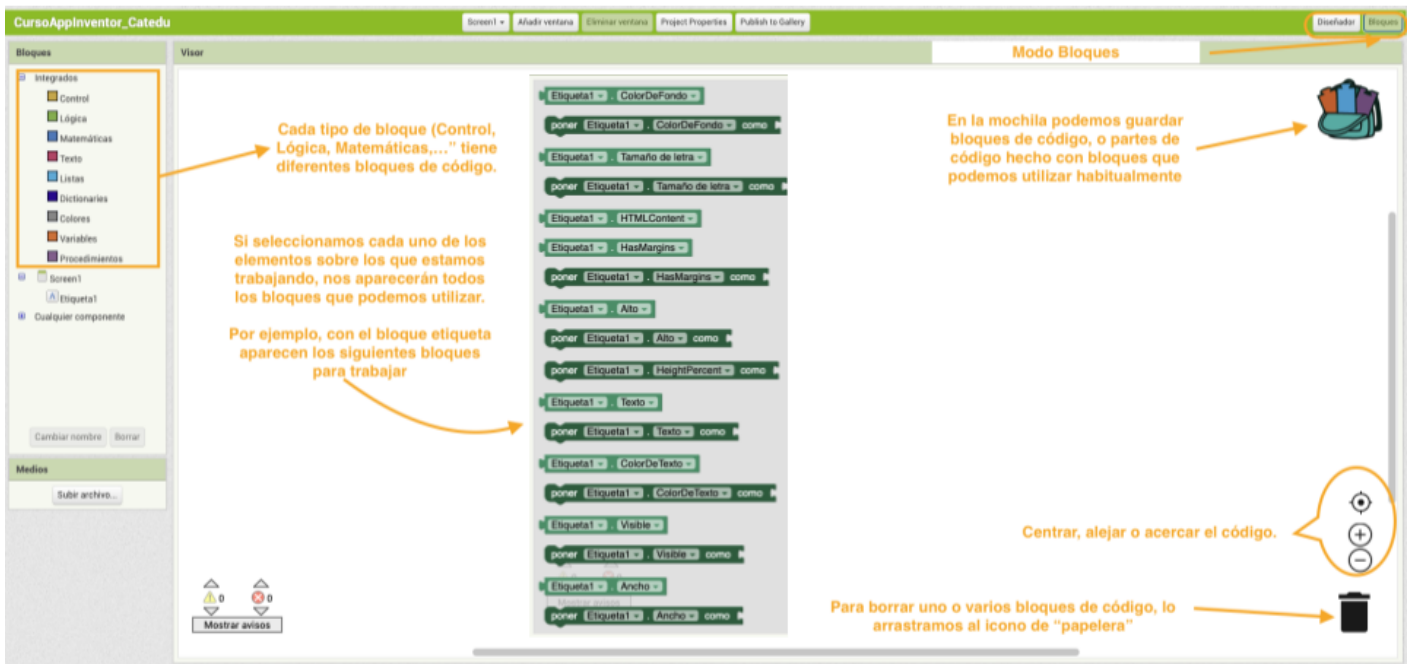 CursoAppInventor_Catedu
Screen1
Añadir ventana
Eliminar ventana
Project Properties
Publish to Gallery
Diseñador
Bloques
Bloques
Visor
Modo Bloques
Integrados
Control
Lógica
Matemáticas
Texto
Listas
Dictionaries
Colores
Variables
Procedimientos
Screen1
Etiqueta1
Cualquier componente
Cambiar nombre
Borrar
Medios
Subir archivo...
Cada tipo de bloque (Control,
Lógica, Matemáticas,..." tiene
diferentes bloques de código.
Si seleccionamos cada uno de los
elementos sobre los que estamos
trabajando, nos aparecerán todos
los bloques que podemos utilizar.
Por ejemplo, con el bloque etiqueta
aparecen los siguientes bloques
para trabajar
Etiqueta1 . ColorDeFondo
poner Etiqueta1 . ColorDeFondo como
Etiqueta1 . Tamaño de letra
poner Etiqueta1 . Tamaño de letra como
Etiqueta1 . HTMLContent
Etiqueta1 . HasMargins
poner Etiqueta1 . HasMargins como
Etiqueta1 . Alto
poner Etiqueta1 . Alto como
poner Etiqueta1 . HeightPercent como
Etiqueta1 . Texto
poner Etiqueta1 . Texto como
Etiqueta1 . ColorDeTexto
poner Etiqueta1 . ColorDeTexto como
Etiqueta1 . Visible
poner Etiqueta1 . Visible como
Etiqueta1 . Ancho
Mostrar avisos
poner Etiqueta1 . Ancho como
En la mochila podemos guardar
bloques de código, o partes de
código hecho con bloques que
podemos utilizar habitualmente
Centrar, alejar o acercar el código.
Para borrar uno o varios bloques de código, lo
arrastramos al icono de "papelera"
0
0
Mostrar avisos